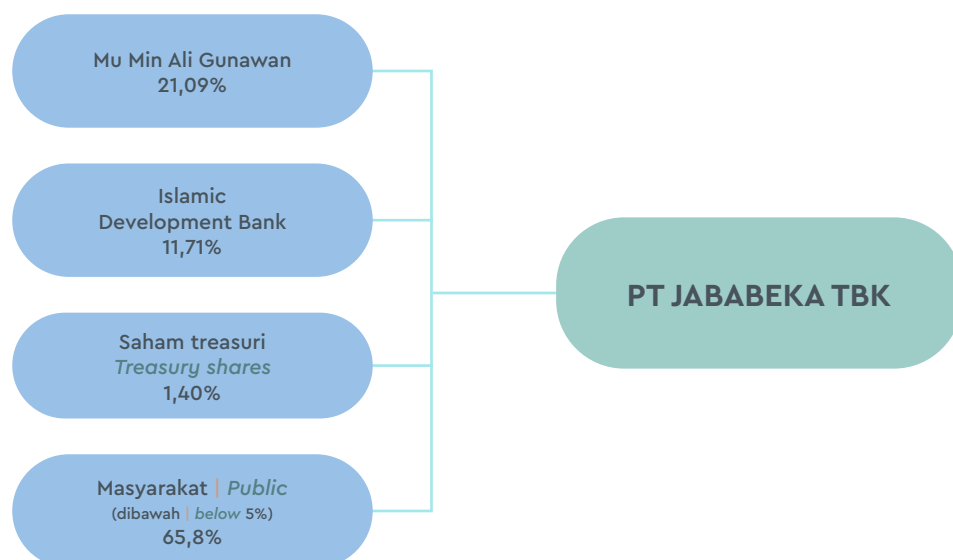 Mu Min Ali Gunawan
21,09%
Islamic
Development Bank
11,71%
Saham treasuri
Treasury shares
1,40%
Masyarakat | Public
(dibawah | below 5%)
65,8%
PT JABABEKA TBK